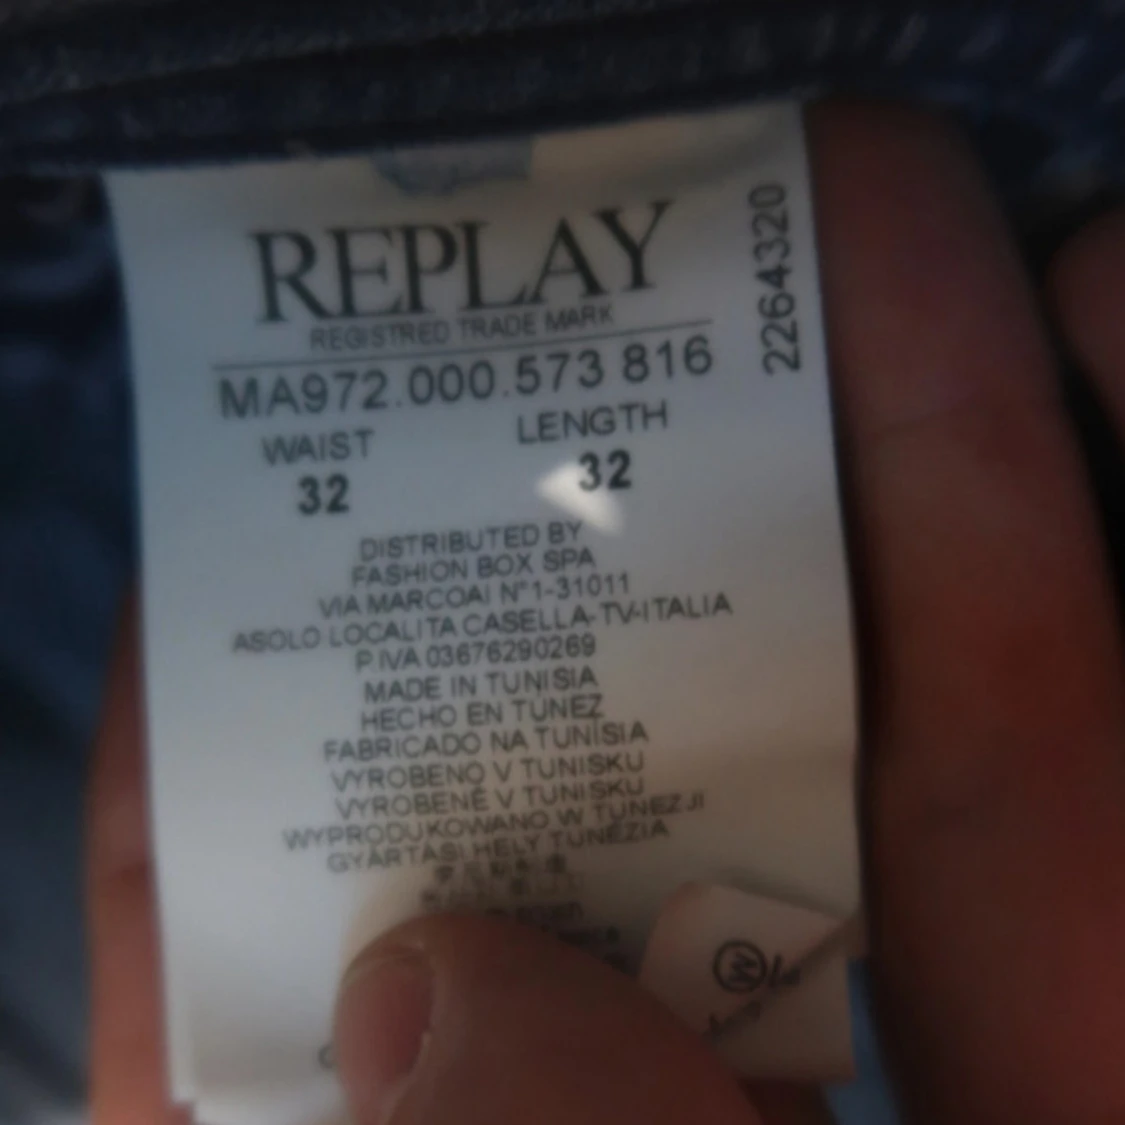 REPLAY
REGISTRED TRADE MARK
2264320
MA972.000.573 816
WAIST LENGTH
32 32
DISTRIBUTED BY
FASHION BOX SPA
VIA MARCOAI N°1-31011
ASOLO LOCALITA CASELLA-TV-ITALIA
P.IVA 03676290269
MADE IN TUNISIA
HECHO EN TUNEZ
FABRICADO NA TUNISIA
VYROBENO V TUNISKU
VYROBENÉ V TUNISKU
WYPRODUKOWANO W TUNEZJI
GYARTASI HELY TUNEZIA